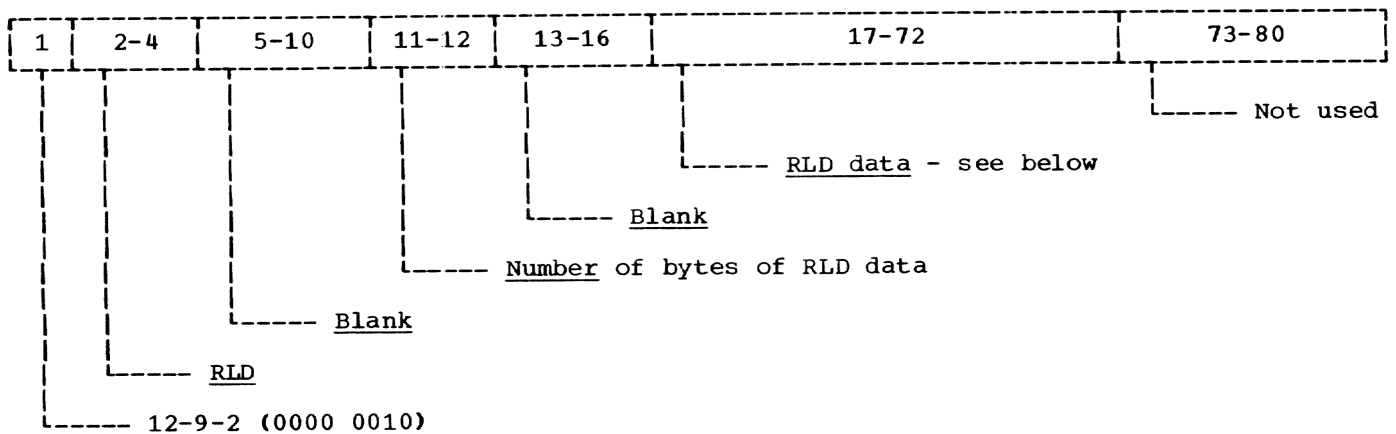 1 2-4 5-10 11-12 13-16 17-72 73-80
Not used
RLD data - see below
Blank
Number of bytes of RLD data
Blank
RLD
12-9-2 (0000 0010)